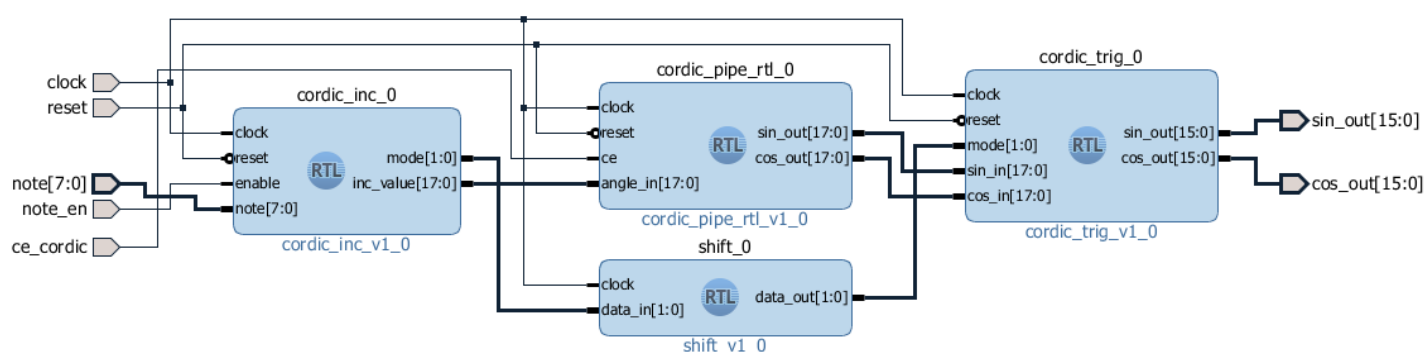 clock
reset
note[7:0]
note_en
ce_cordic
cordic_inc_0
clock
reset
enable
note[7:0]
mode[1:0]
inc_value[17:0]
RTL
cordic_inc_v1_0
cordic_pipe_rtl_0
clock
reset
ce
angle_in[17:0]
sin_out[17:0]
cos_out[17:0]
RTL
cordic_pipe_rtl_v1_0
shift_0
clock
data_in[1:0]
data_out[1:0]
RTL
shift_v1_0
cordic_trig_0
clock
reset
mode[1:0]
sin_in[17:0]
cos_in[17:0]
sin_out[15:0]
cos_out[15:0]
RTL
cordic_trig_v1_0
sin_out[15:0]
cos_out[15:0]